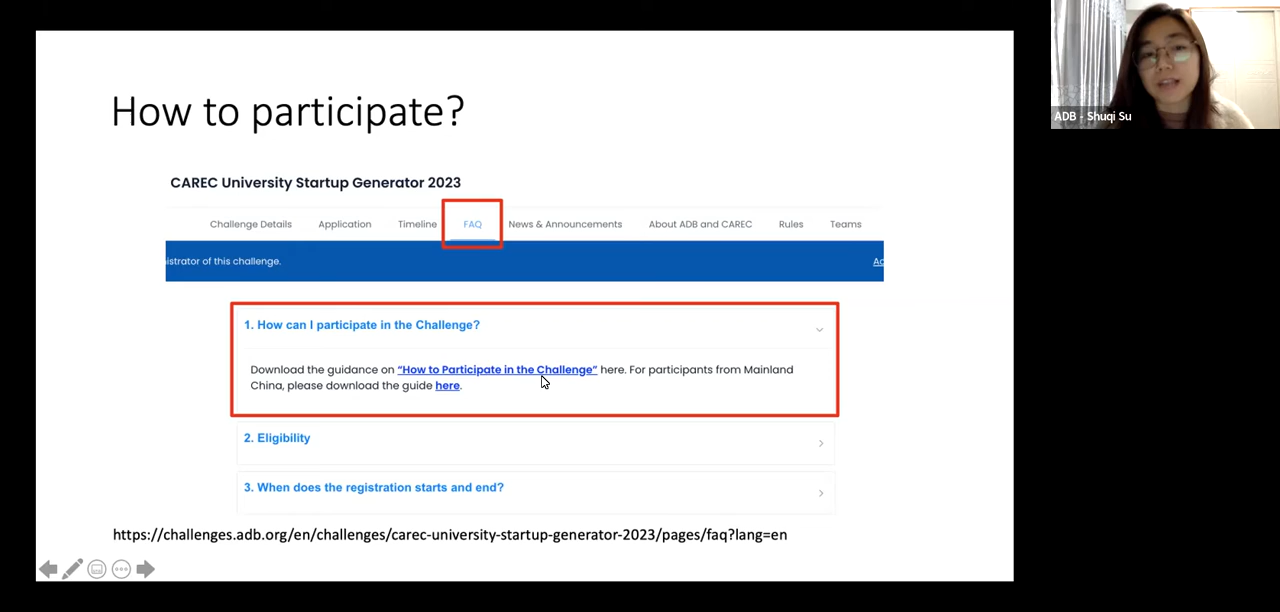 How to participate?
CAREC University Startup Generator 2023
Challenge Details Application Timeline FAQ News & Announcements About ADB and CAREC Rules Teams
istrator of this challenge. Ac
1. How can I participate in the Challenge?
Download the guidance on “How to Participate in the Challenge” here. For participants from Mainland
China, please download the guide here.
2. Eligibility
3. When does the registration starts and end?
https://challenges.adb.org/en/challenges/carec-university-startup-generator-2023/pages/faq?lang=en
ADB - Shuqi Su